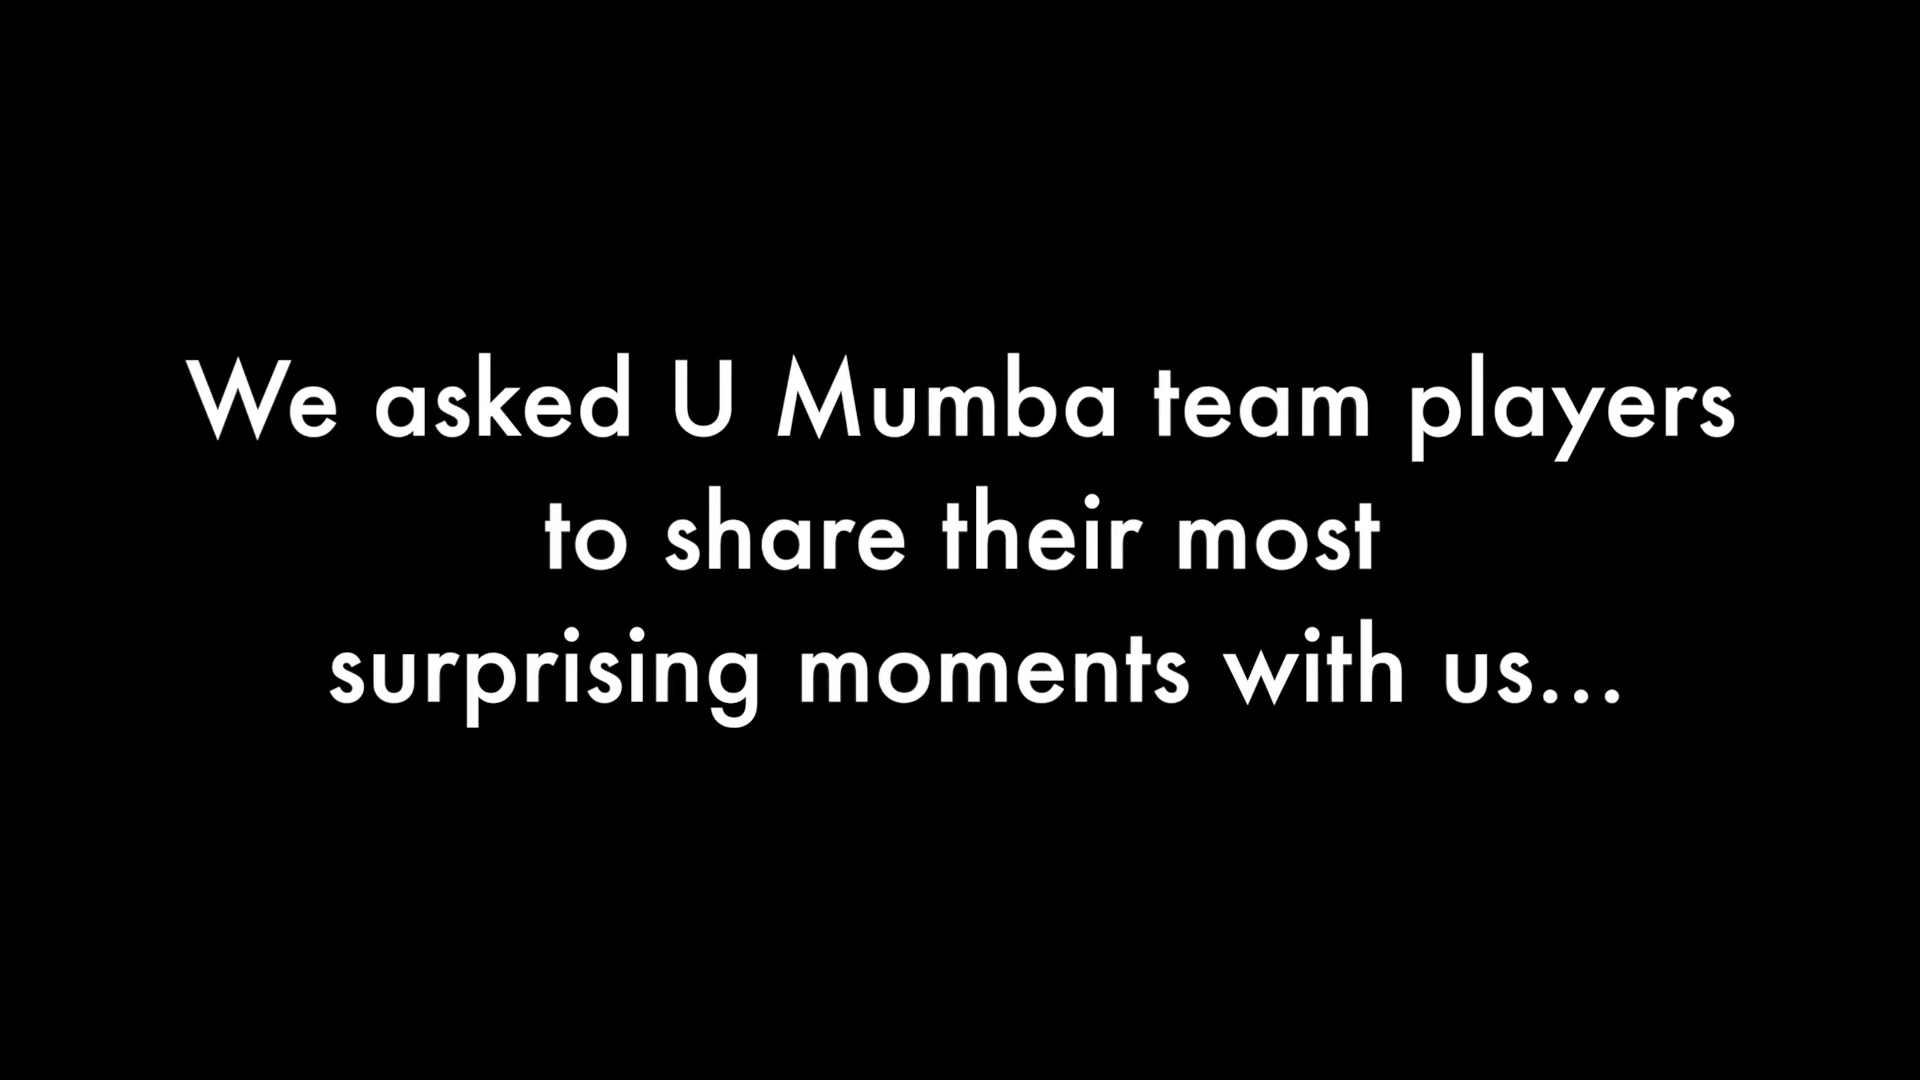 We asked U Mumba team players
to share their most
surprising moments with us...